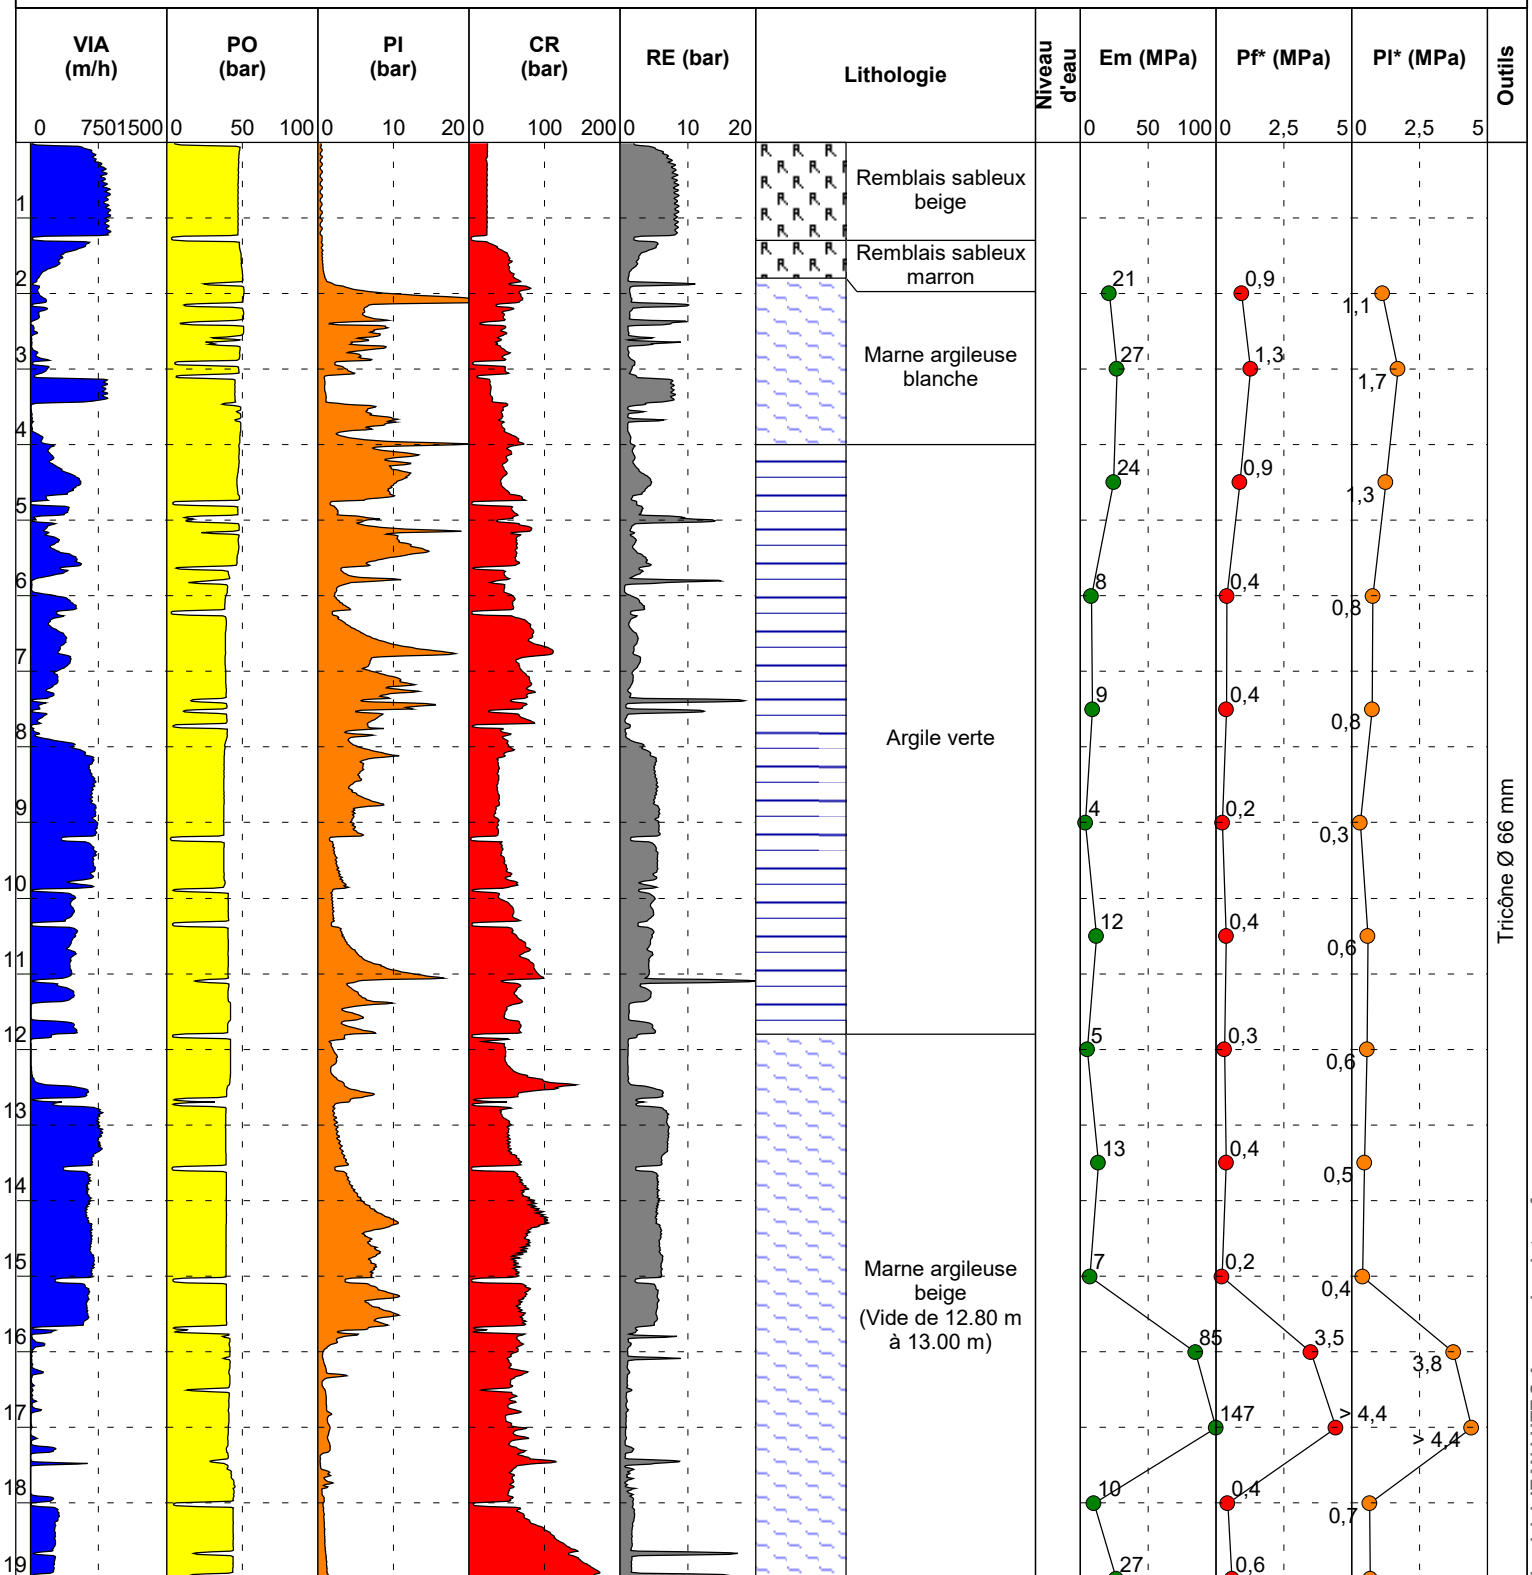 VIA
(m/h)
PO
(bar)
PI
(bar)
CR
(bar)
RE (bar)
Lithologie
Niveau
d'eau
Em (MPa)
Pf* (MPa)
Pl* (MPa)
Outils
0 750 1500
0 50 100
0 10 20
0 100 200
0 10 20
0 50 100
0 2,5 5
0 2,5 5
Remblais sableux
beige
1
Remblais sableux
marron
2
21
0,9
1,1
3
Marne argileuse
blanche
27
1,3
1,7
4
24
0,9
1,3
5
6
8
0,4
0,8
7
9
0,4
0,8
8
Argile verte
9
4
0,2
0,3
Tricône Ø 66 mm
10
12
0,4
0,6
11
12
5
0,3
0,6
13
13
0,4
0,5
14
15
7
0,2
0,4
Marne argileuse
beige
(Vide de 12.80 m
à 13.00 m)
16
85
3,5
3,8
17
147
> 4,4
> 4,4
18
10
0,4
0,7
19
27
0,6